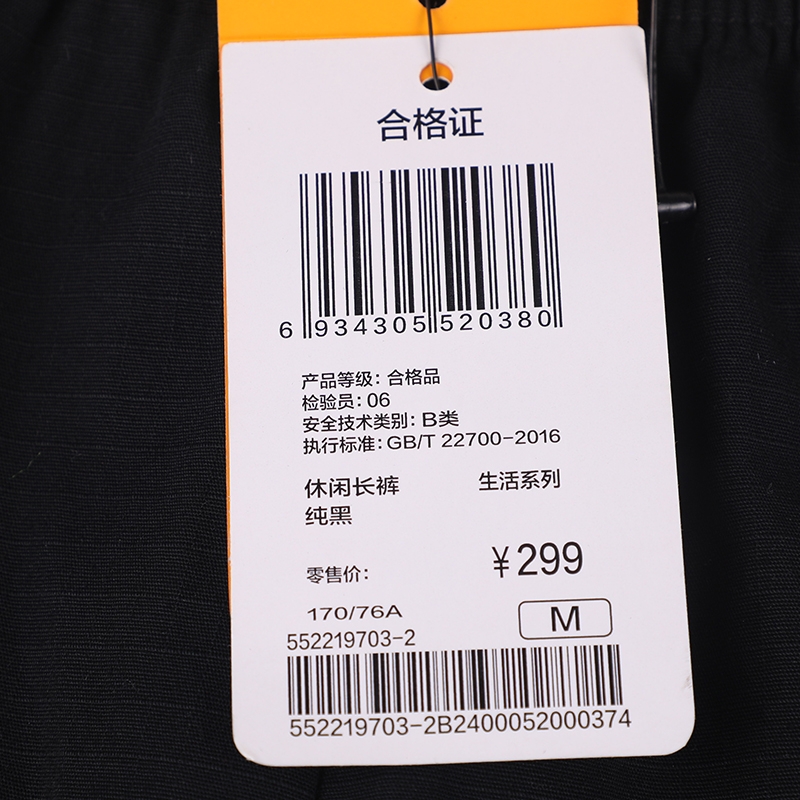 合格证
6 934305 520380
产品等级: 合格品
检验员: 06
安全技术类别: B类
执行标准: GB/T 22700-2016
休闲长裤 生活系列
纯黑
零售价: ¥299
170/76A M
552219703-2
552219703-2B2400052000374